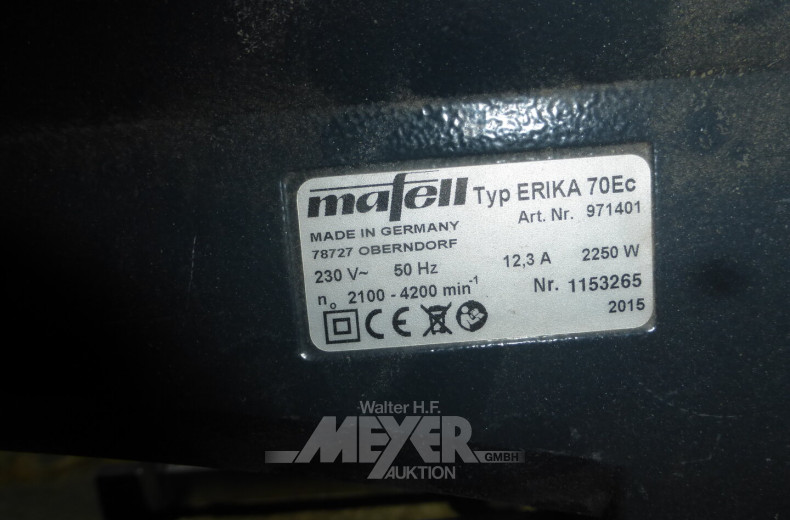 mafell Typ ERIKA 70Ec
Art. Nr. 971401
MADE IN GERMANY
78727 OBERNDORF
230 V~ 50 Hz 12,3 A 2250 W
n₀ 2100 - 4200 min⁻¹ Nr. 1153265
CE 2015
Walter H.F.
MEYER
GMBH
AUKTION